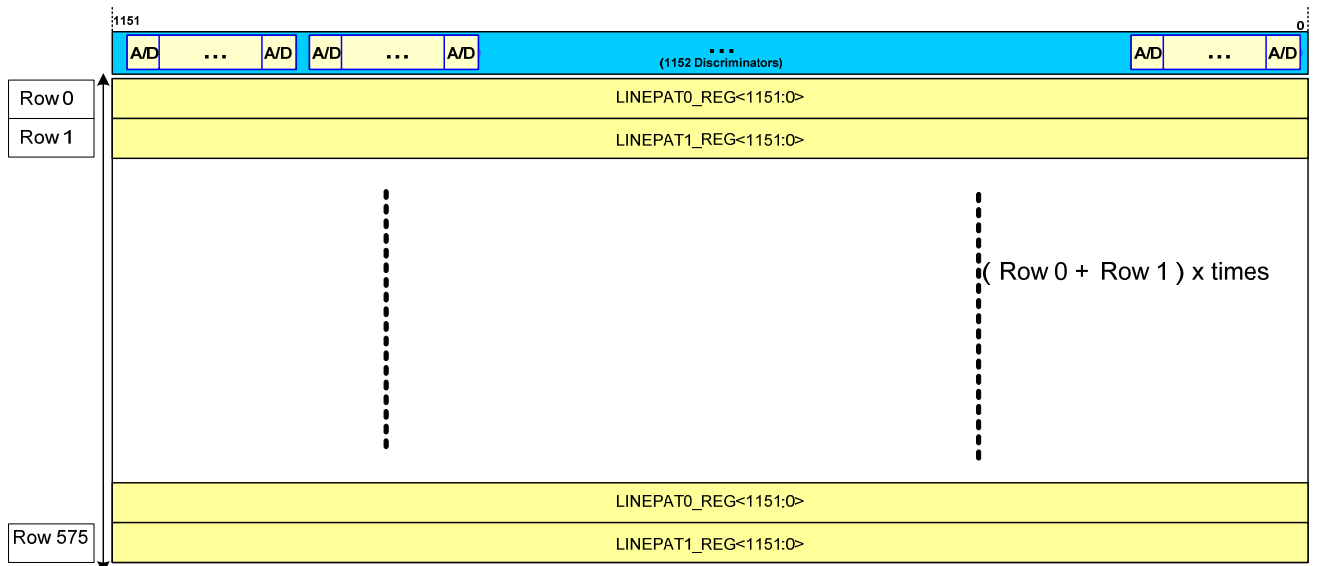 1151
0
A/D ... A/D A/D ... A/D ... A/D ... A/D
(1152 Discriminators)
Row 0
LINEPAT0_REG<1151:0>
Row 1
LINEPAT1_REG<1151:0>
( Row 0 + Row 1 ) x times
LINEPAT0_REG<1151:0>
Row 575
LINEPAT1_REG<1151:0>